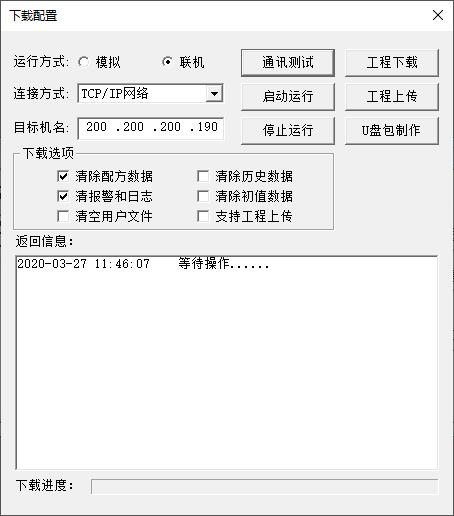 下载配置
运行方式: 模拟 联机 通讯测试 工程下载
连接方式: TCP/IP网络 启动运行 工程上传
目标机名: 200 .200 .200 .190 停止运行 U盘包制作
下载选项
清除配方数据 清除历史数据
清报警和日志 清除初值数据
清空用户文件 支持工程上传
返回信息:
2020-03-27 11:46:07 等待操作......
下载进度: